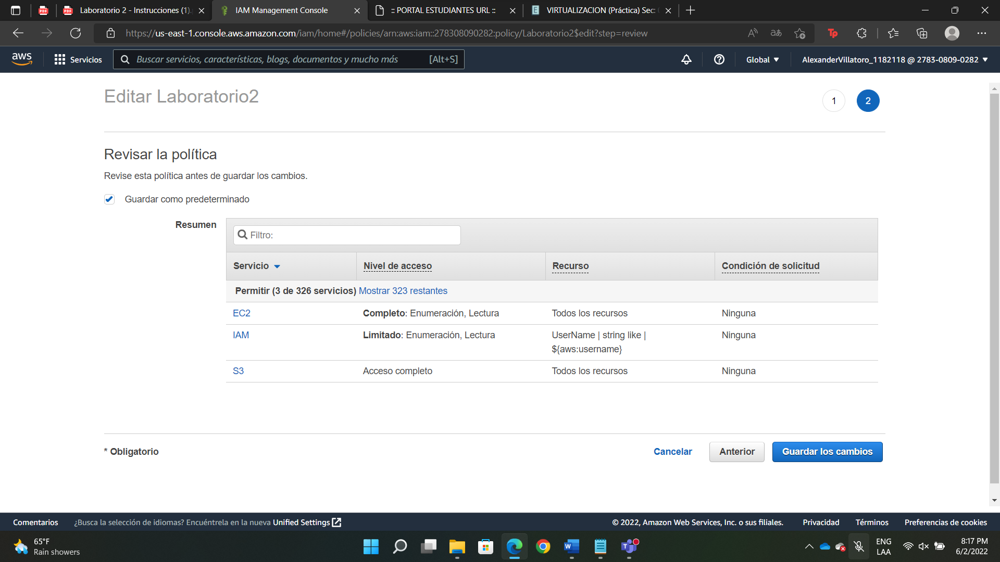 Laboratorio 2 - Instrucciones (1).
IAM Management Console
:: PORTAL ESTUDIANTES URL ::
VIRTUALIZACION (Práctica) Sec:
https://us-east-1.console.aws.amazon.com/iam/home#/policies/arn:aws:iam::278308090282:policy/Laboratorio2$edit?step=review
aws
Servicios
Buscar servicios, características, blogs, documentos y mucho más [Alt+S]
Global
AlexanderVillatoro_1182118 @ 2783-0809-0282
Editar Laboratorio2
1
2
Revisar la política
Revise esta política antes de guardar los cambios.
Guardar como predeterminado
Resumen
Filtro:
Servicio Nivel de acceso Recurso Condición de solicitud
Permitir (3 de 326 servicios) Mostrar 323 restantes
EC2 Completo: Enumeración, Lectura Todos los recursos Ninguna
IAM Limitado: Enumeración, Lectura UserName | string like | Ninguna
${aws:username}
S3 Acceso completo Todos los recursos Ninguna
* Obligatorio
Cancelar
Anterior
Guardar los cambios
Comentarios
¿Busca la selección de idiomas? Encuéntrela en la nueva Unified Settings
© 2022, Amazon Web Services, Inc. o sus filiales.
Privacidad
Términos
Preferencias de cookies
65°F
Rain showers
ENG
LAA
8:17 PM
6/2/2022